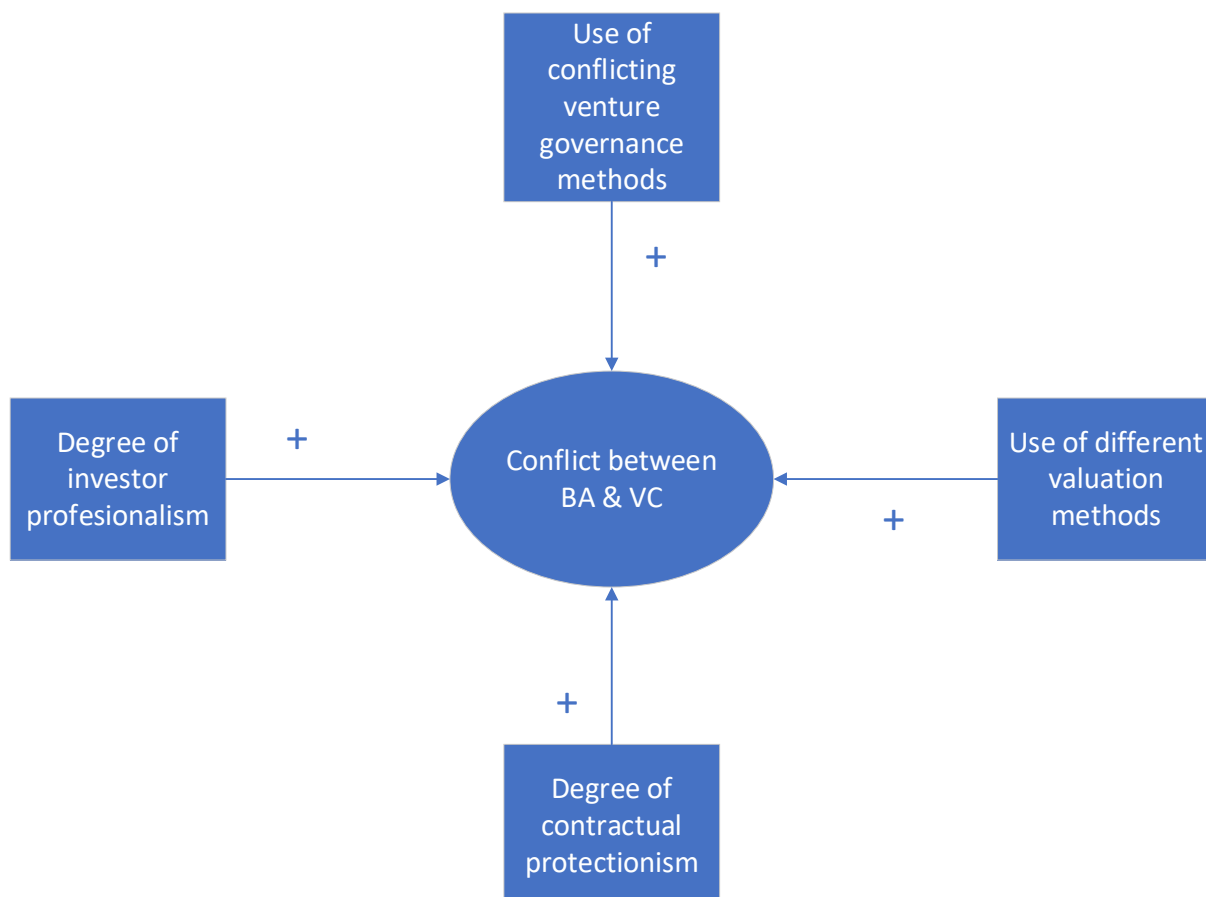 Use of
conflicting
venture
governance
methods
+
Degree of
investor
profesionalism
+
Conflict between
BA & VC
Use of different
valuation
methods
+
+
Degree of
contractual
protectionism